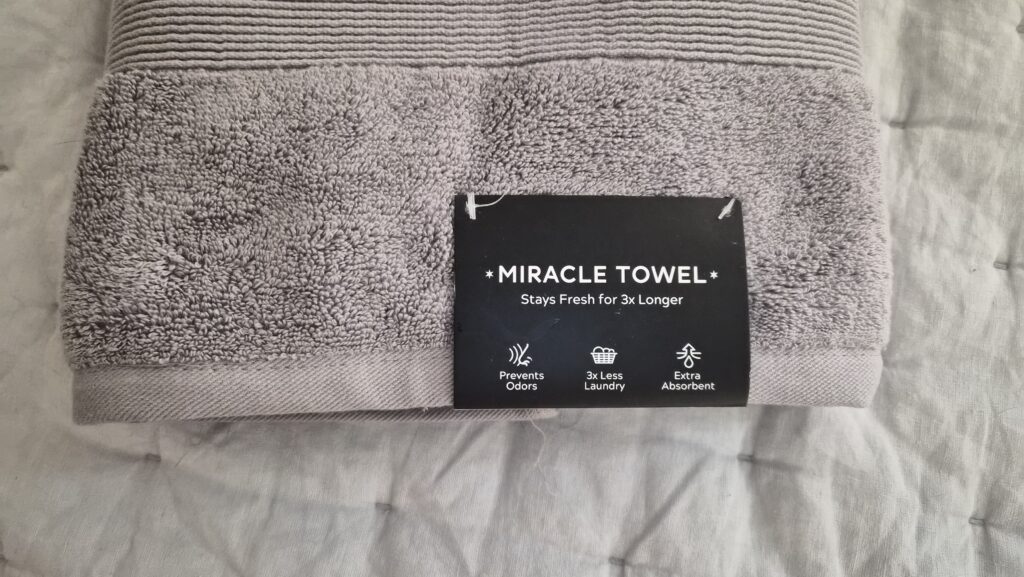 *MIRACLE TOWEL*
Stays Fresh for 3x Longer
Prevents
Odors
3x Less
Laundry
Extra
Absorbent